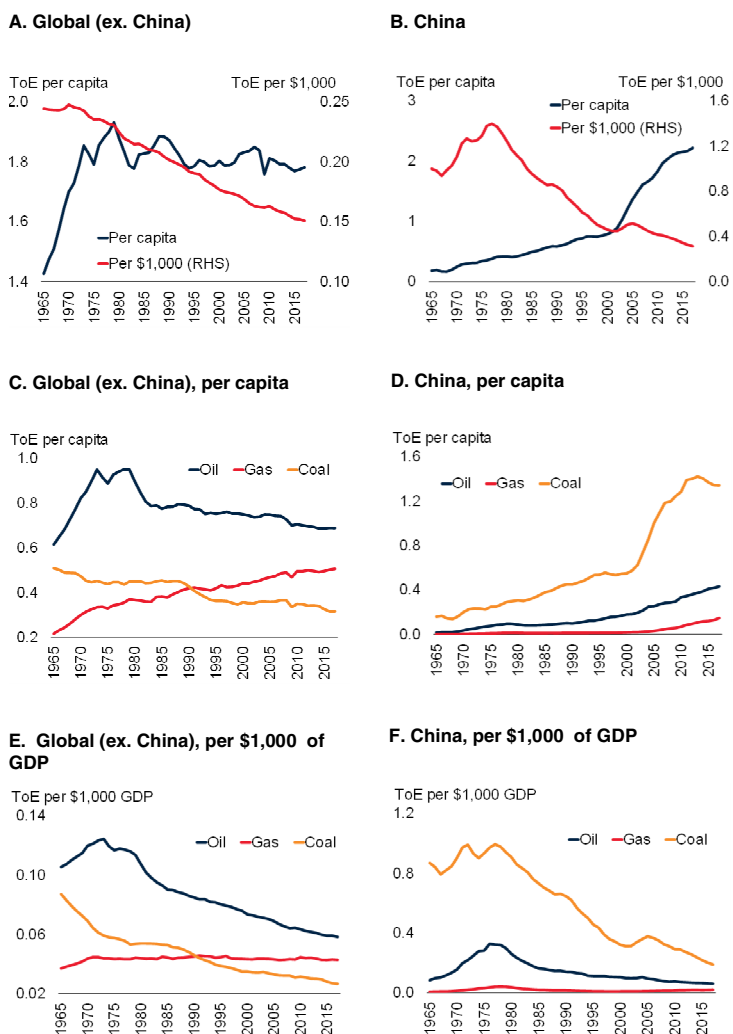 A. Global (ex. China)
ToE per capita ToE per $1,000
2.0 0.25
1.8 0.20
1.6 0.15
1.4 0.10
Per capita
Per $1,000 (RHS)
1965 1970 1975 1980 1985 1990 1995 2000 2005 2010 2015
B. China
ToE per capita ToE per $1,000
3 1.6
2 1.2
0.8
1 0.4
0 0.0
Per capita
Per $1,000 (RHS)
1965 1970 1975 1980 1985 1990 1995 2000 2005 2010 2015
C. Global (ex. China), per capita
ToE per capita
1.0
0.8
0.6
0.4
0.2
Oil Gas Coal
1965 1970 1975 1980 1985 1990 1995 2000 2005 2010 2015
D. China, per capita
ToE per capita
1.6
1.2
0.8
0.4
0.0
Oil Gas Coal
1965 1970 1975 1980 1985 1990 1995 2000 2005 2010 2015
E. Global (ex. China), per $1,000 of
GDP
ToE per $1,000 GDP
0.14
0.10
0.06
0.02
Oil Gas Coal
1965 1970 1975 1980 1985 1990 1995 2000 2005 2010 2015
F. China, per $1,000 of GDP
ToE per $1,000 GDP
1.2
0.8
0.4
0.0
Oil Gas Coal
1965 1970 1975 1980 1985 1990 1995 2000 2005 2010 2015